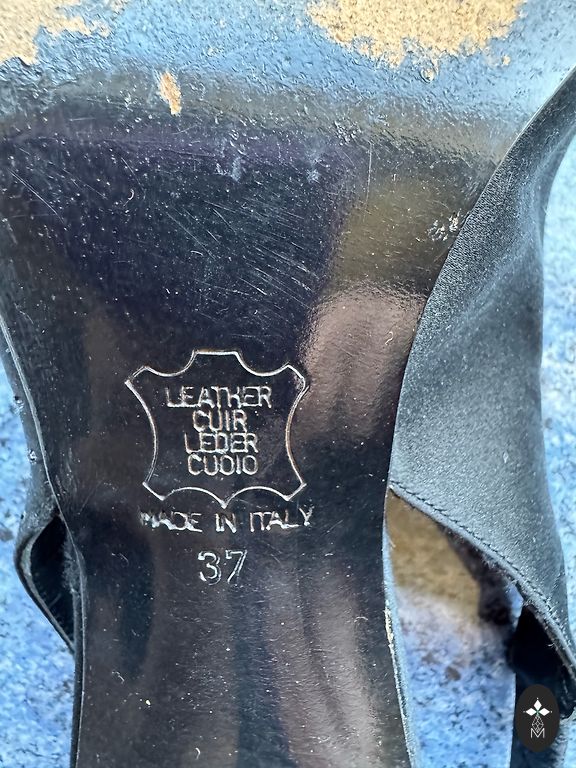 LEATHER
CUIR
LEDER
CUOIO
MADE IN ITALY
37
M